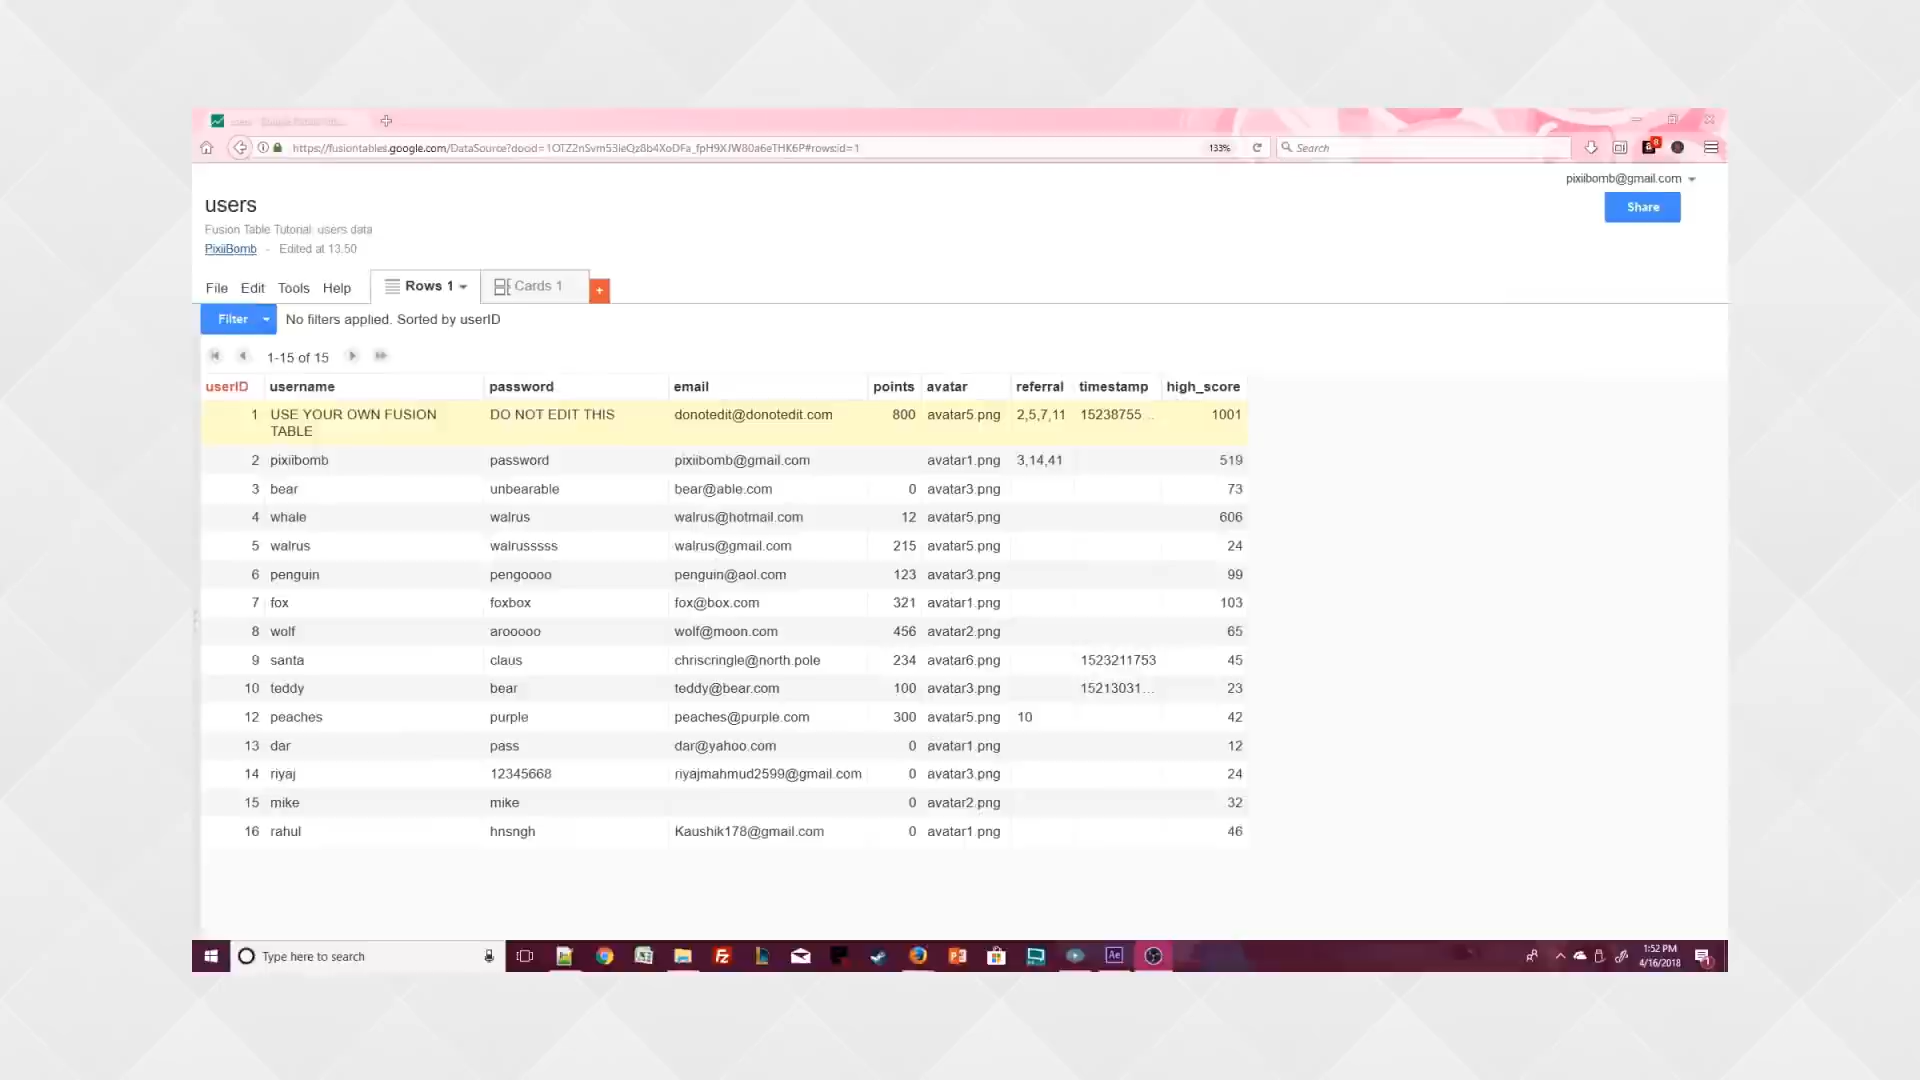 https://fusiontables.google.com/DataSource?docid=1OTZ2nSvm53ieQz8b4XoDFa_fpH9XJW80a6eTHK6P#rows:id=1 133% Search
pixiibomb@gmail.com
users
Share
Fusion Table Tutorial: users data
PixiiBomb - Edited at 13.50
File Edit Tools Help Rows 1 Cards 1 +
Filter No filters applied. Sorted by userID
1-15 of 15
userID username password email points avatar referral timestamp high_score
1 USE YOUR OWN FUSION TABLE DO NOT EDIT THIS donotedit@donotedit.com 800 avatar5.png 2,5,7,11 15238755... 1001
2 pixiibomb password pixiibomb@gmail.com avatar1.png 3,14,41 519
3 bear unbearable bear@able.com 0 avatar3.png 73
4 whale walrus walrus@hotmail.com 12 avatar5.png 606
5 walrus walrusssss walrus@gmail.com 215 avatar5.png 24
6 penguin pengoooo penguin@aol.com 123 avatar3.png 99
7 fox foxbox fox@box.com 321 avatar1.png 103
8 wolf arooooo wolf@moon.com 456 avatar2.png 65
9 santa claus chriscringle@north.pole 234 avatar6.png 1523211753 45
10 teddy bear teddy@bear.com 100 avatar3.png 15213031... 23
12 peaches purple peaches@purple.com 300 avatar5.png 10 42
13 dar pass dar@yahoo.com 0 avatar1.png 12
14 riyaj 12345668 riyajmahmud2599@gmail.com 0 avatar3.png 24
15 mike mike 0 avatar2.png 32
16 rahul hnsngh Kaushik178@gmail.com 0 avatar1.png 46
Type here to search
1:52 PM
4/16/2018